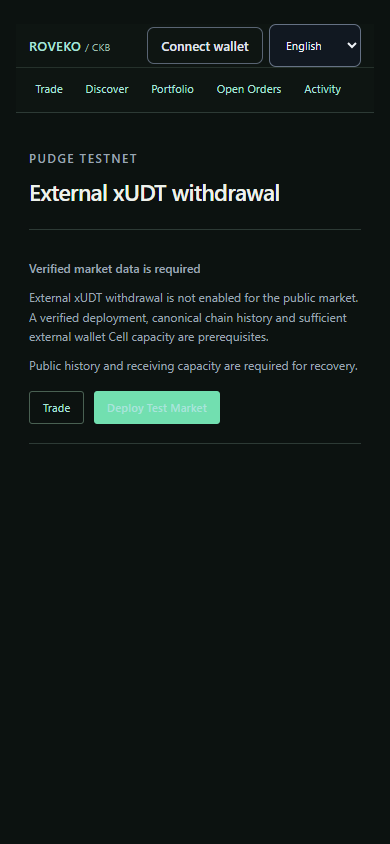 ROVEKO / CKB
Connect wallet
English
Trade
Discover
Portfolio
Open Orders
Activity
PUDGE TESTNET
External xUDT withdrawal
Verified market data is required
External xUDT withdrawal is not enabled for the public market.
A verified deployment, canonical chain history and sufficient
external wallet Cell capacity are prerequisites.
Public history and receiving capacity are required for recovery.
Trade
Deploy Test Market